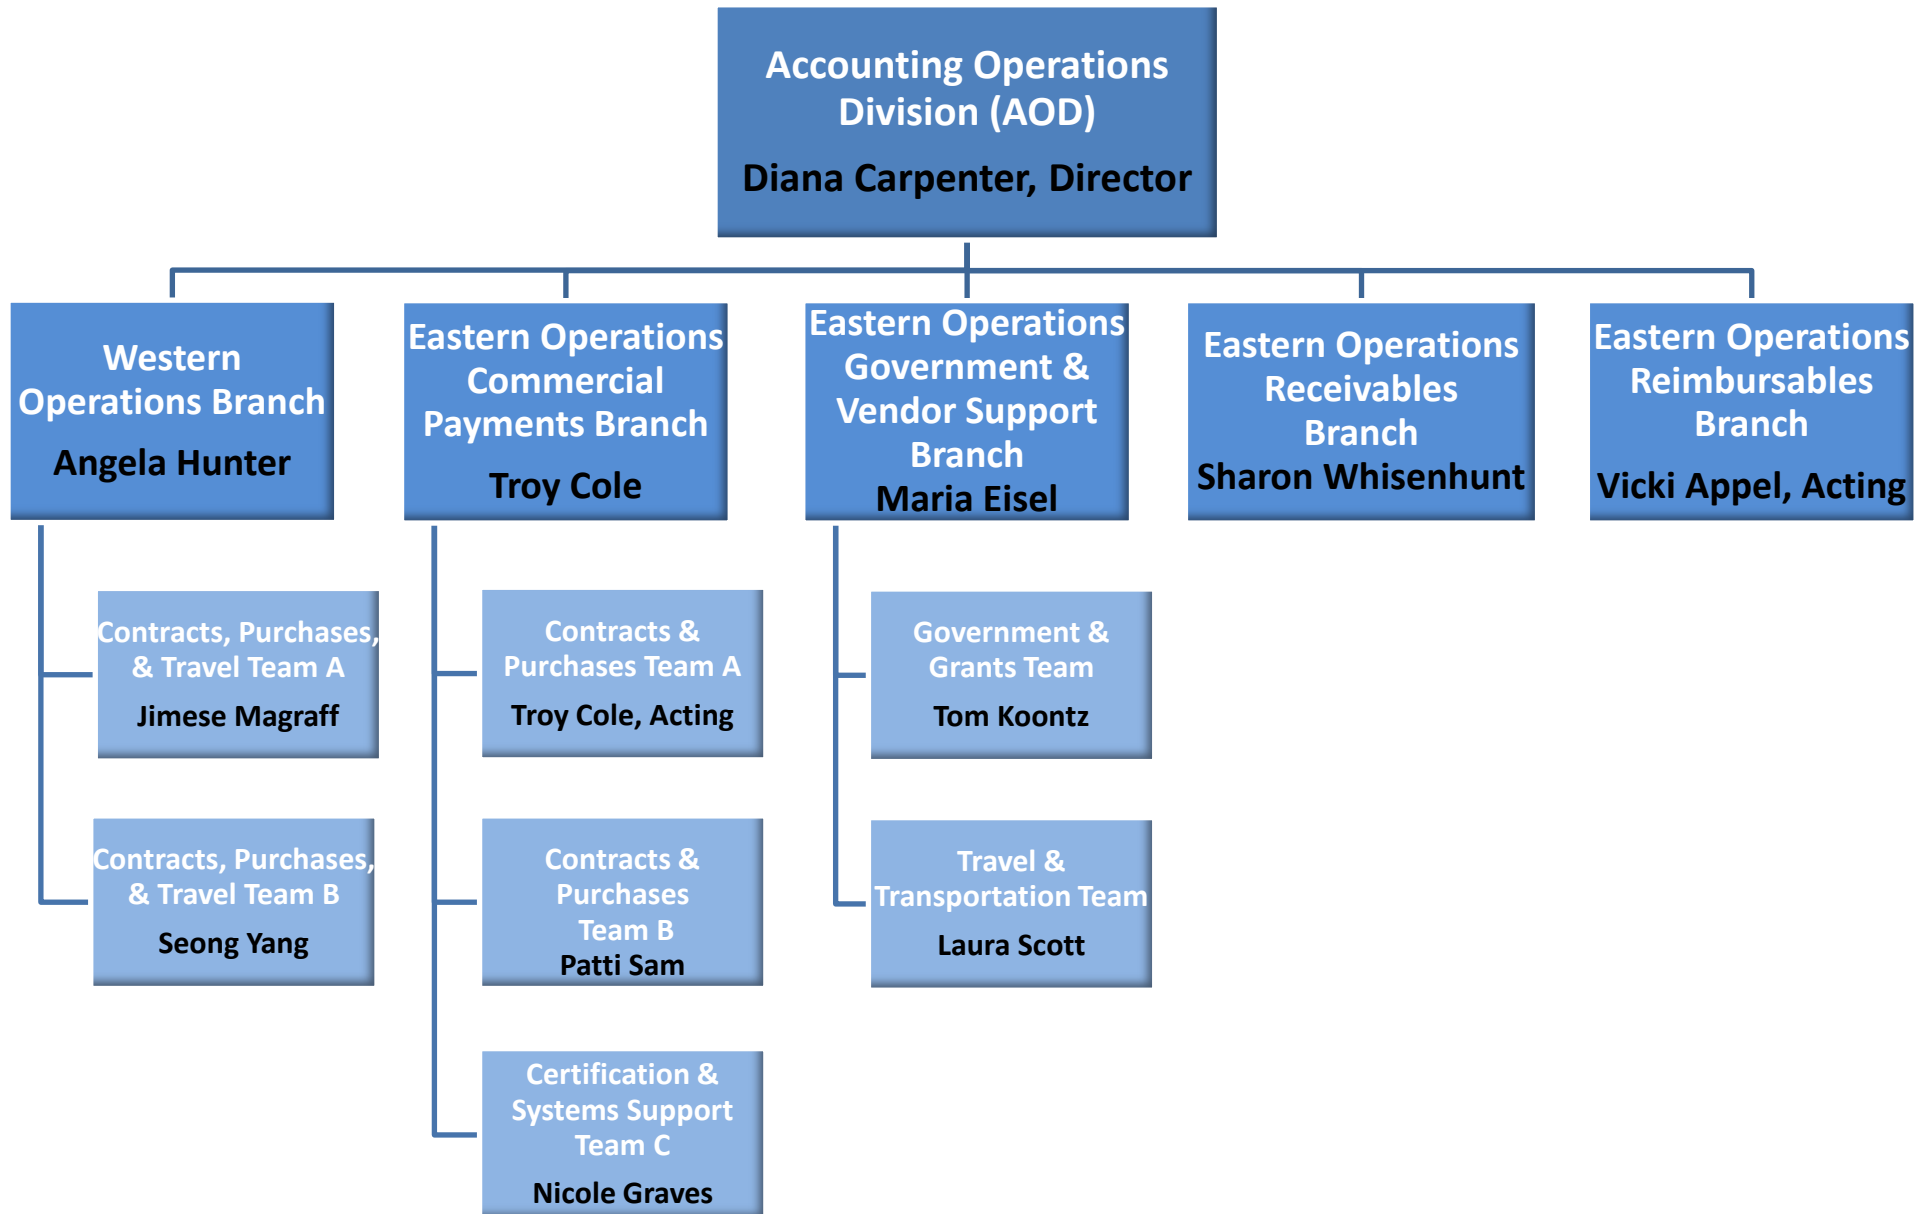 Accounting Operations
Division (AOD)
Diana Carpenter, Director
Western
Operations Branch
Angela Hunter
Eastern Operations
Commercial
Payments Branch
Troy Cole
Eastern Operations
Government &
Vendor Support
Branch
Maria Eisel
Eastern Operations
Receivables
Branch
Sharon Whisenhunt
Eastern Operations
Reimbursables
Branch
Vicki Appel, Acting
Contracts, Purchases,
& Travel Team A
Jimese Magraff
Contracts &
Purchases Team A
Troy Cole, Acting
Government &
Grants Team
Tom Koontz
Contracts, Purchases,
& Travel Team B
Seong Yang
Contracts &
Purchases
Team B
Patti Sam
Travel &
Transportation Team
Laura Scott
Certification &
Systems Support
Team C
Nicole Graves